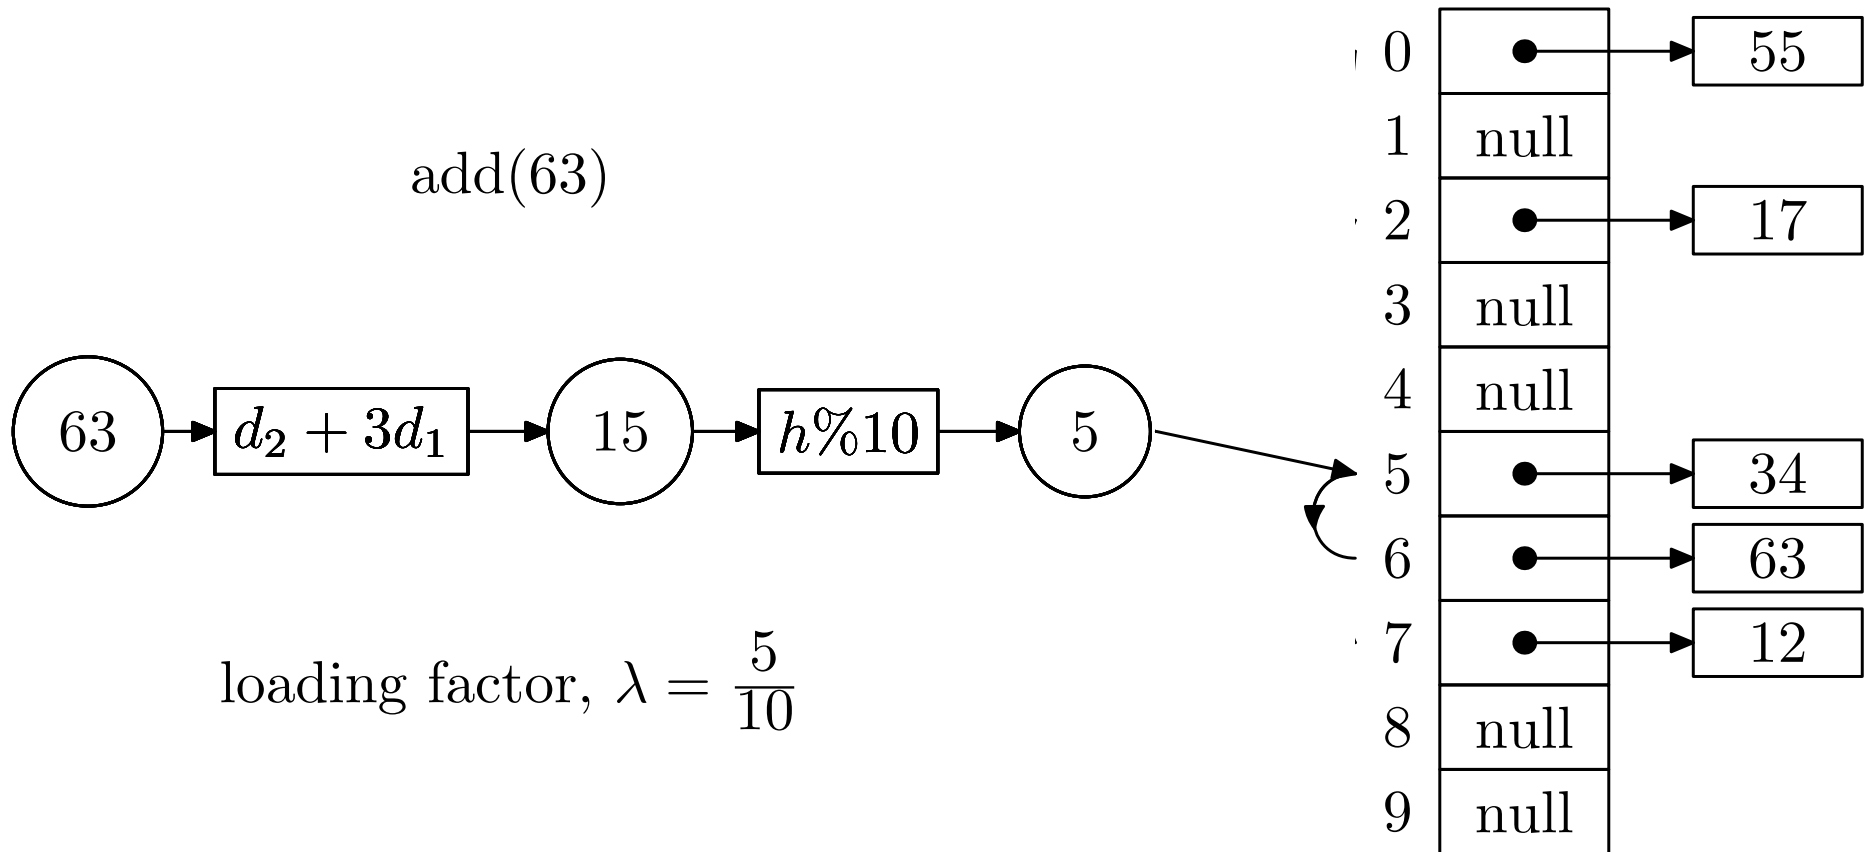 0 55
1 null
add(63)
2 17
3 null
4 null
63 d₂ + 3d₁ 15 h%10 5
5 34
6 63
7 12
loading factor, λ = 5/10
8 null
9 null